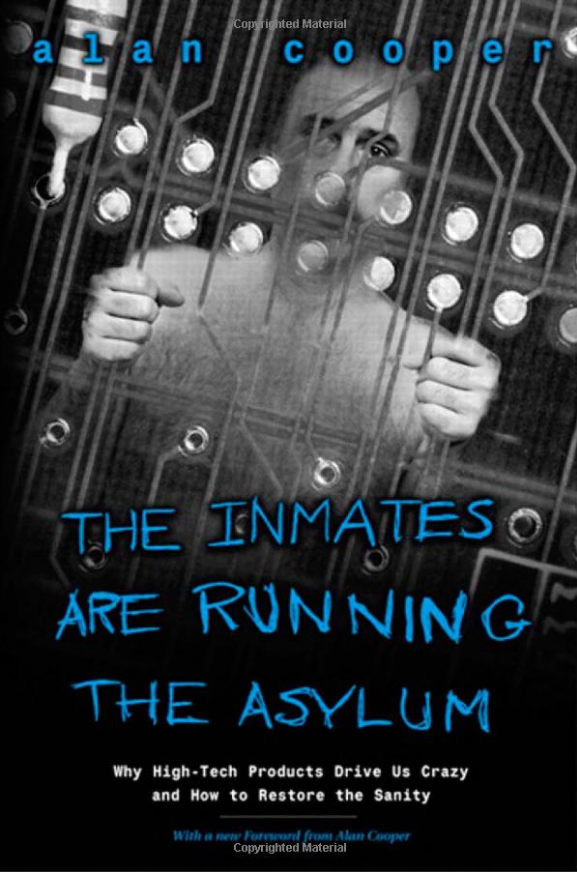 Copyrighted Material
alan cooper
THE INMATES
ARE RUNNING
THE ASYLUM
Why High-Tech Products Drive Us Crazy
and How to Restore the Sanity
With a new Foreword from Alan Cooper
Copyrighted Material